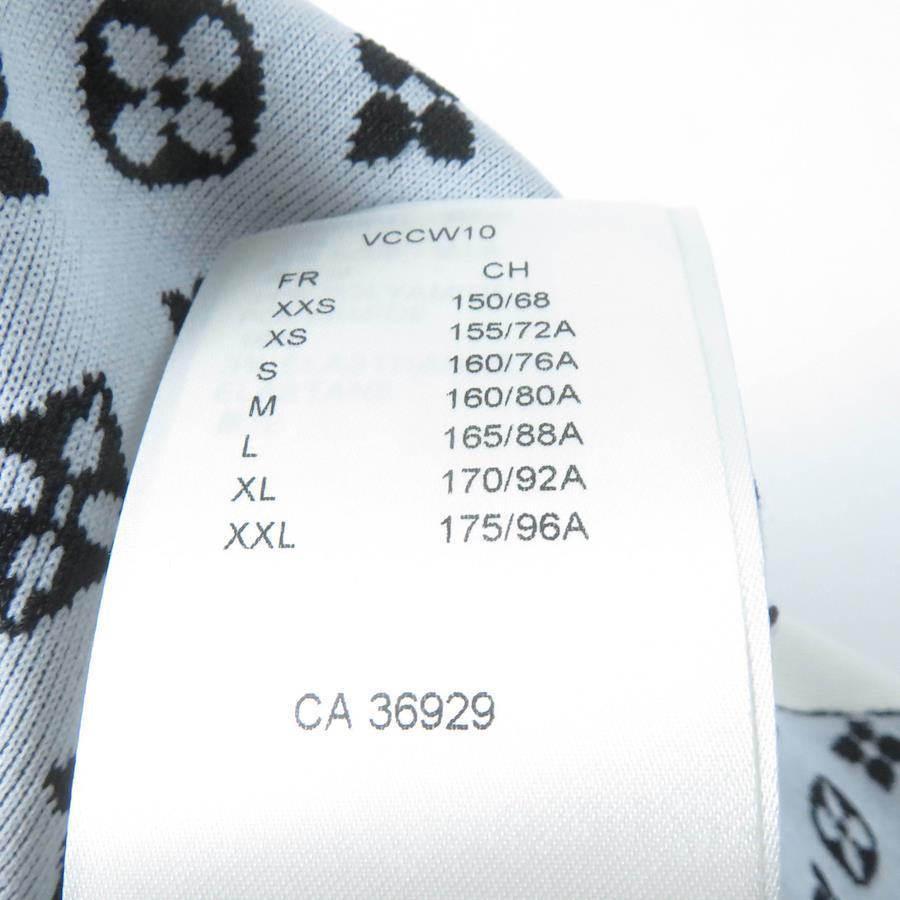 VCCW10
FR CH
XXS 150/68
XS 155/72A
S 160/76A
M 160/80A
L 165/88A
XL 170/92A
XXL 175/96A
CA 36929